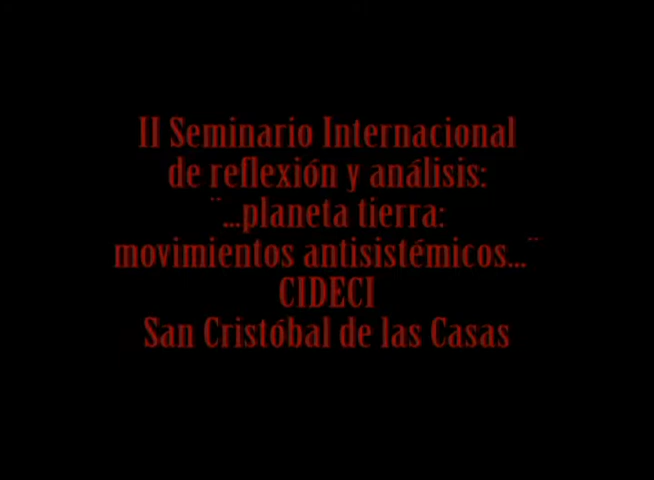 II Seminario Internacional
de reflexión y análisis:
¨...planeta tierra:
movimientos antisistémicos...¨
CIDECI
San Cristóbal de las Casas